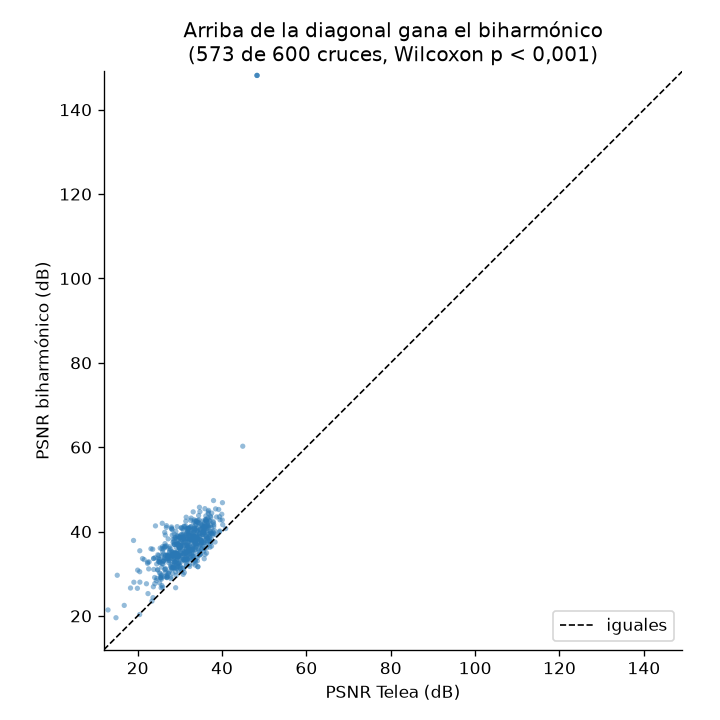 Arriba de la diagonal gana el biharmónico
(573 de 600 cruces, Wilcoxon p < 0,001)
PSNR biharmónico (dB)
140
120
100
80
60
40
20
iguales
20 40 60 80 100 120 140
PSNR Telea (dB)